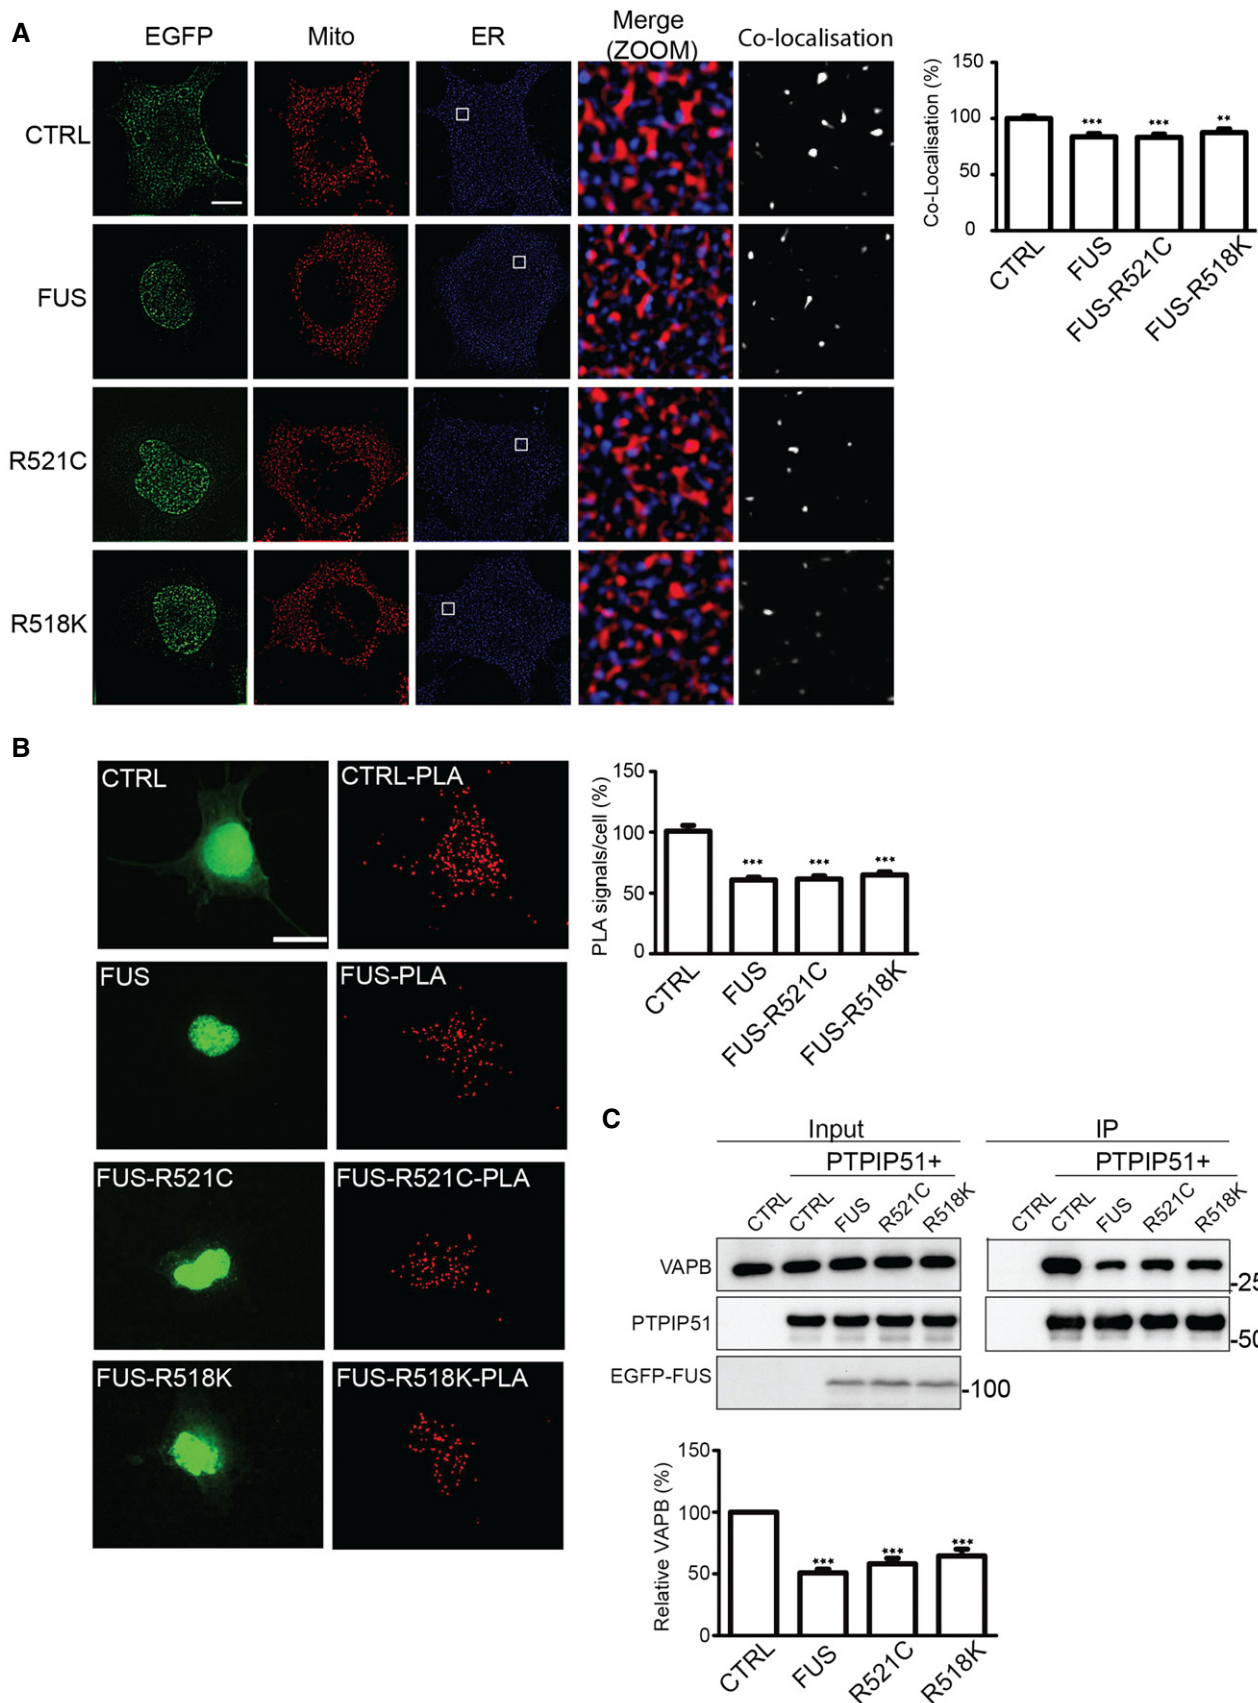 A
EGFP
Mito
ER
Merge
(ZOOM)
Co-localisation
CTRL
FUS
R521C
R518K
Co-Localisation (%)
150
100
50
0
***
***
**
CTRL
FUS
FUS-R521C
FUS-R518K
B
CTRL
CTRL-PLA
FUS
FUS-PLA
FUS-R521C
FUS-R521C-PLA
FUS-R518K
FUS-R518K-PLA
PLA signals/cell (%)
150
100
50
0
***
***
***
CTRL
FUS
FUS-R521C
FUS-R518K
C
Input
IP
PTPIP51+
PTPIP51+
CTRL
CTRL
FUS
R521C
R518K
CTRL
CTRL
FUS
R521C
R518K
VAPB
-25
PTPIP51
-50
EGFP-FUS
-100
Relative VAPB (%)
150
100
50
0
***
***
***
CTRL
FUS
R521C
R518K